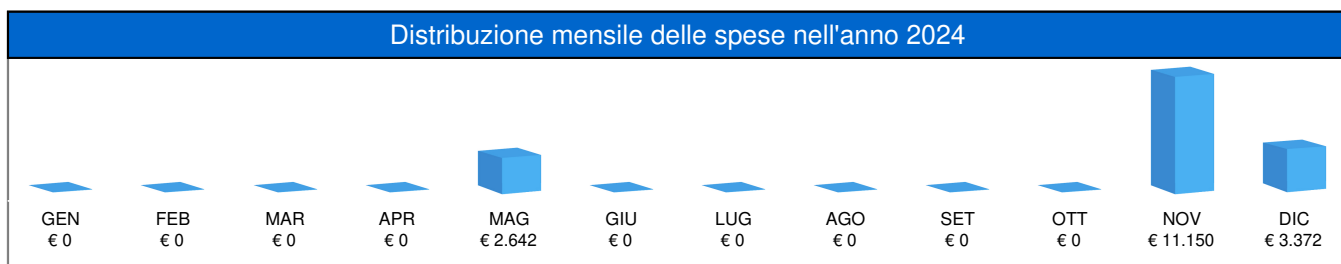 Distribuzione mensile delle spese nell'anno 2024
GEN FEB MAR APR MAG GIU LUG AGO SET OTT NOV DIC
€ 0 € 0 € 0 € 0 € 2.642 € 0 € 0 € 0 € 0 € 0 € 11.150 € 3.372